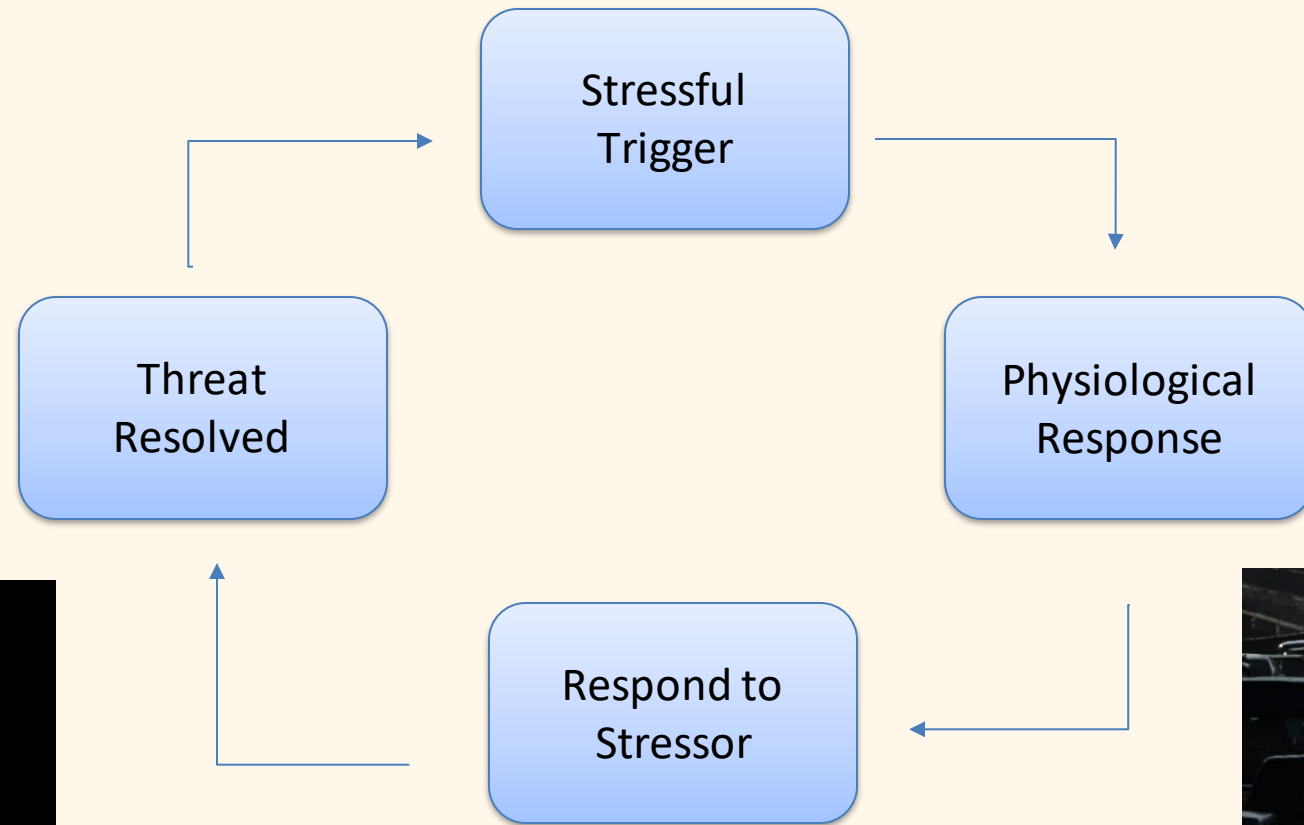 Stressful
Trigger
Physiological
Response
Respond to
Stressor
Threat
Resolved